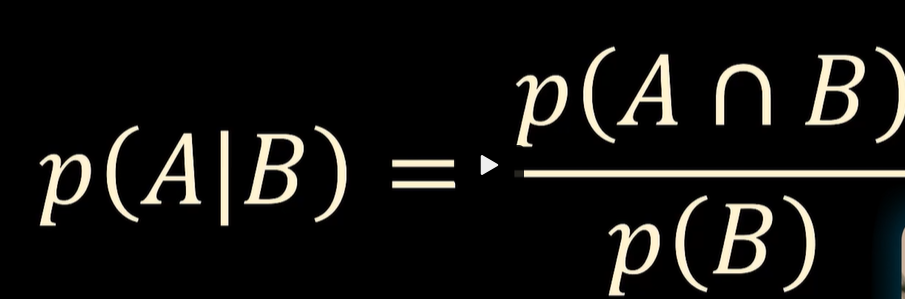 p(A|B) = p(A ∩ B)
p(B)